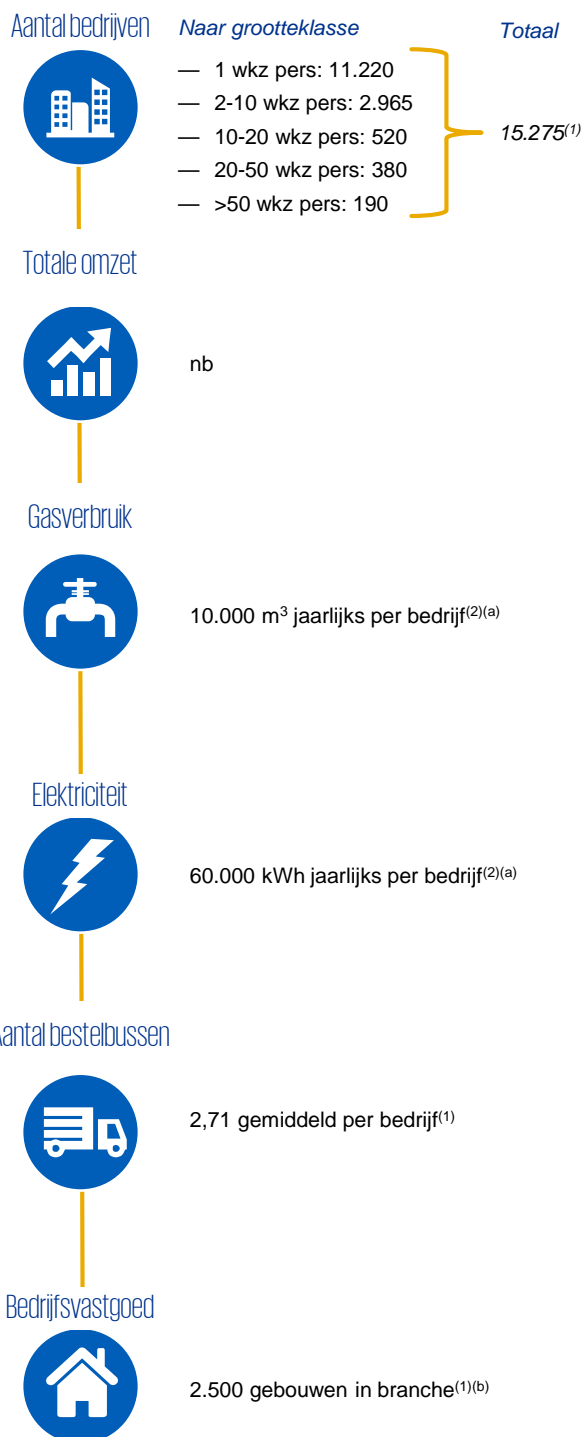 Aantal bedrijven
Naar grootteklasse
Totaal
— 1 wkz pers: 11.220
— 2-10 wkz pers: 2.965
— 10-20 wkz pers: 520
— 20-50 wkz pers: 380
— >50 wkz pers: 190
15.275(1)
Totale omzet
nb
Gasverbruik
10.000 m³ jaarlijks per bedrijf(2)(a)
Elektriciteit
60.000 kWh jaarlijks per bedrijf(2)(a)
Aantal bestelbussen
2,71 gemiddeld per bedrijf(1)
Bedrijfsvastgoed
2.500 gebouwen in branche(1)(b)